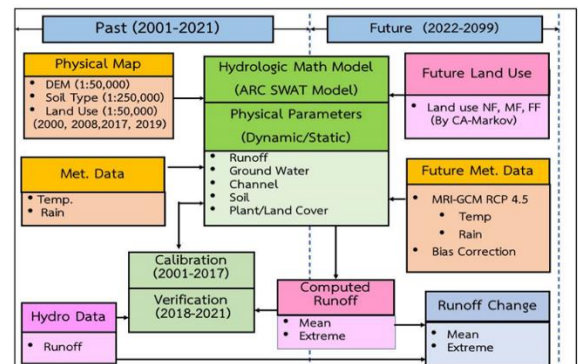 Past (2001-2021)
Future (2022-2099)
Physical Map
• DEM (1:50,000)
• Soil Type (1:250,000)
• Land Use (1:50,000)
(2000, 2008,2017, 2019)
Hydrologic Math Model
(ARC SWAT Model)
Physical Parameters
(Dynamic/Static)
• Runoff
• Ground Water
• Channel
• Soil
• Plant/Land Cover
Future Land Use
• Land use NF, MF, FF
(By CA-Markov)
Met. Data
• Temp.
• Rain
Future Met. Data
• MRI-GCM RCP 4.5
• Temp
• Rain
• Bias Correction
Calibration
(2001-2017)
Verification
(2018-2021)
Hydro Data
• Runoff
Computed
Runoff
• Mean
• Extreme
Runoff Change
• Mean
• Extreme